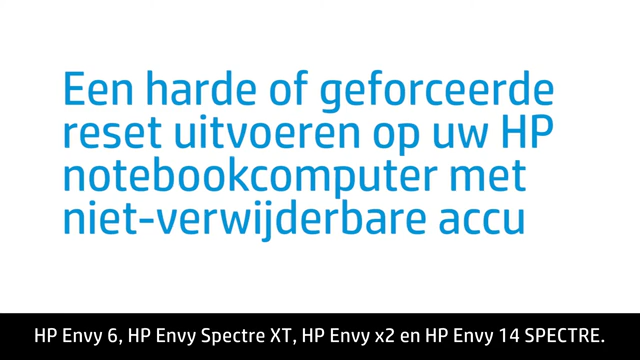 Een harde of geforceerde
reset uitvoeren op uw HP
notebookcomputer met
niet-verwijderbare accu
HP Envy 6, HP Envy Spectre XT, HP Envy x2 en HP Envy 14 SPECTRE.